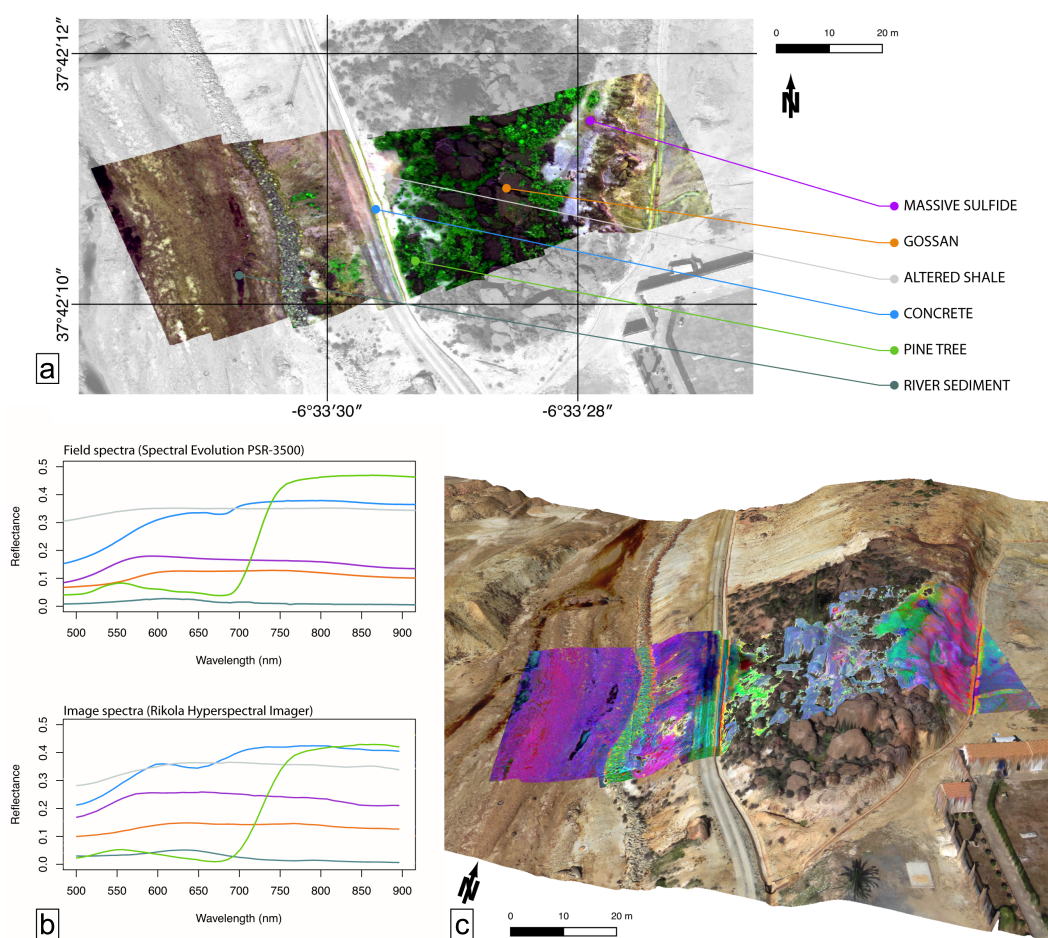 37°42′12″
37°42′10″
-6°33′30″
-6°33′28″
0 10 20 m
N
MASSIVE SULFIDE
GOSSAN
ALTERED SHALE
CONCRETE
PINE TREE
RIVER SEDIMENT
a
Field spectra (Spectral Evolution PSR-3500)
Reflectance
0.5
0.4
0.3
0.2
0.1
0.0
500 550 600 650 700 750 800 850 900
Wavelength (nm)
Image spectra (Rikola Hyperspectral Imager)
Reflectance
0.5
0.4
0.3
0.2
0.1
0.0
500 550 600 650 700 750 800 850 900
Wavelength (nm)
b
N
c
0 10 20 m